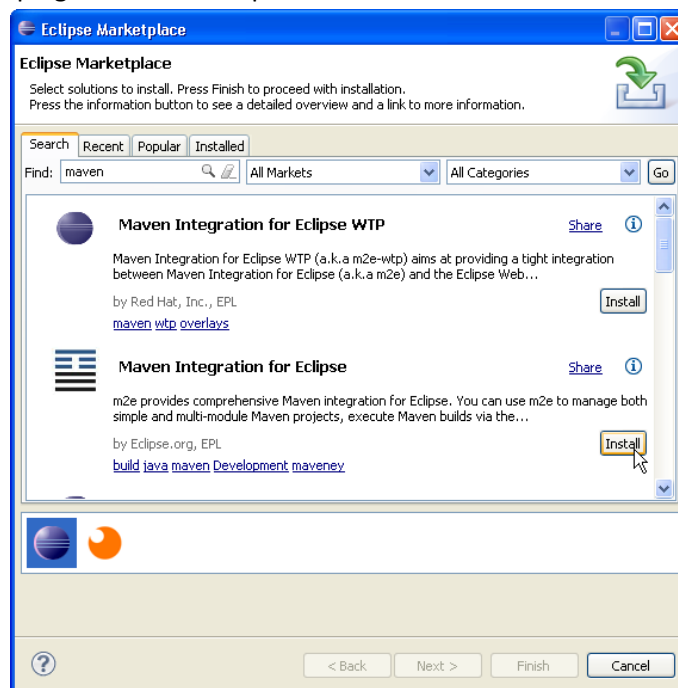 Eclipse Marketplace
Eclipse Marketplace
Select solutions to install. Press Finish to proceed with installation.
Press the information button to see a detailed overview and a link to more information.
Search Recent Popular Installed
Find: maven All Markets All Categories Go
Maven Integration for Eclipse WTP Share
Maven Integration for Eclipse WTP (a.k.a m2e-wtp) aims at providing a tight integration
between Maven Integration for Eclipse (a.k.a m2e) and the Eclipse Web...
by Red Hat, Inc., EPL Install
maven wtp overlays
Maven Integration for Eclipse Share
m2e provides comprehensive Maven integration for Eclipse. You can use m2e to manage both
simple and multi-module Maven projects, execute Maven builds via the...
by Eclipse.org, EPL Install
build java maven Development maveney
< Back Next > Finish Cancel